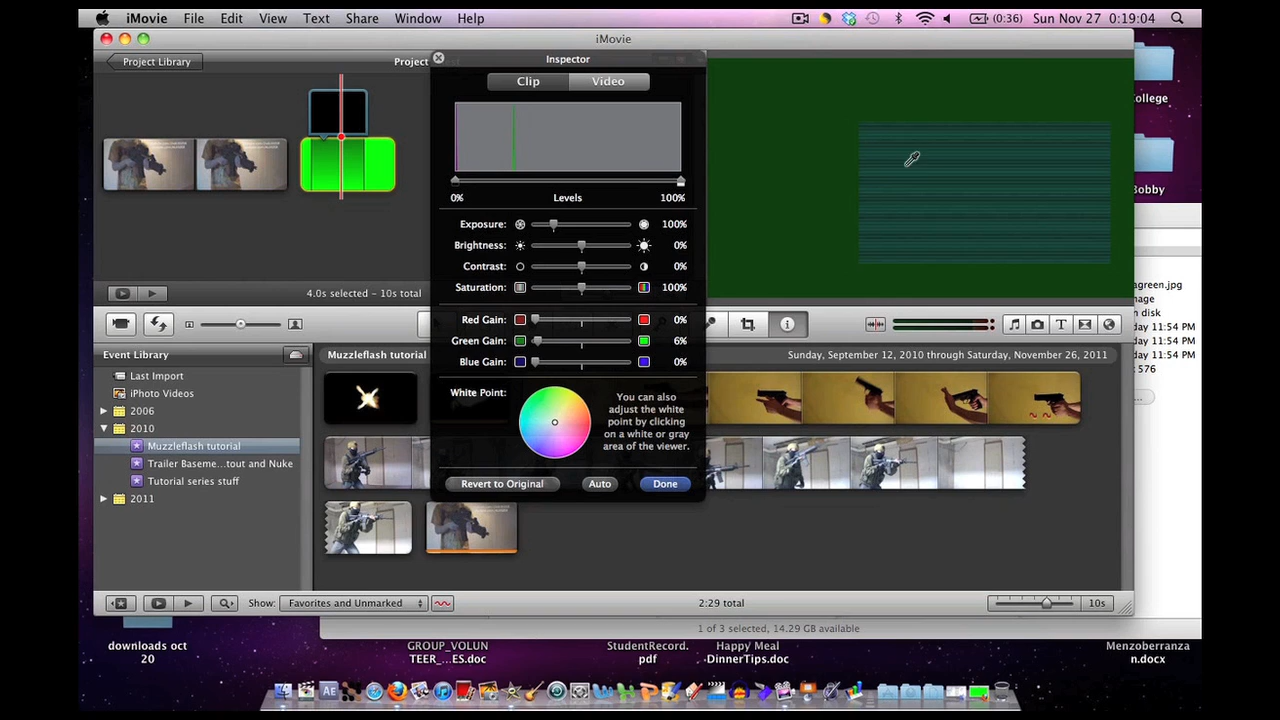 iMovie File Edit View Text Share Window Help
(0:36) Sun Nov 27 0:19:04
iMovie
Project Library
Project
Inspector
Clip Video
0% Levels 100%
Exposure: 100%
Brightness: 0%
Contrast: 0%
Saturation: 100%
Red Gain: 0%
Green Gain: 6%
Blue Gain: 0%
White Point:
You can also
adjust the white
point by clicking
on a white or gray
area of the viewer.
Revert to Original Auto Done
4.0s selected – 10s total
Event Library
Last Import
iPhoto Videos
2006
2010
Muzzleflash tutorial
Trailer Baseme...tout and Nuke
Tutorial series stuff
2011
Muzzleflash tutorial
Sunday, September 12, 2010 through Saturday, November 26, 2011
Show: Favorites and Unmarked
2:29 total
10s
1 of 3 selected, 14.29 GB available
ollege
Bobby
agreen.jpg
nage
n disk
y 11:54 PM
y 11:54 PM
y 11:54 PM
576
downloads oct
20
GROUP_VOLUN
TEER_...ES.doc
StudentRecord.
pdf
Happy Meal
DinnerTips.doc
Menzoberranza
n.docx
AE